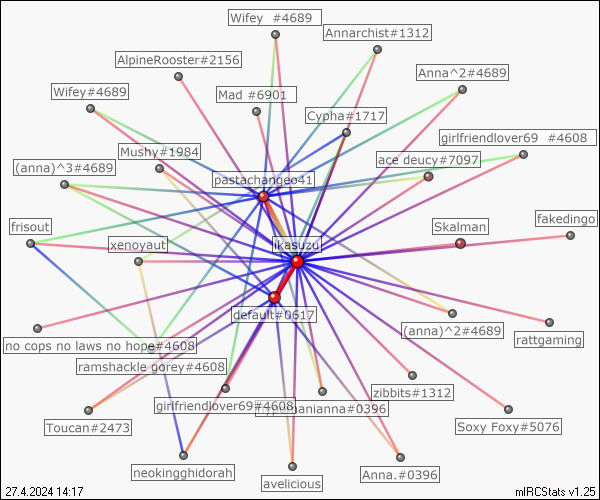 Wifey  #4689
Annarchist#1312
AlpineRooster#2156
Anna^2#4689
Wifey#4689
Mad #6901
Cypha#1717
girlfriendlover69  #4608
Mushy#1984
ace deucy#7097
(anna)^3#4689
pastachangeo41
frisout
Skalman
fakedingo
xenoyaut
ikasuzu
default#0617
(anna)^2#4689
rattgaming
no cops no laws no hope#4608
ramshackle gorey#4608
zibbits#1312
girlfriendlover69#4608
anianna#0396
Toucan#2473
Soxy Foxy#5076
neokingghidorah
avelicious
Anna.#0396
27.4.2024 14:17
mIRCStats v1.25